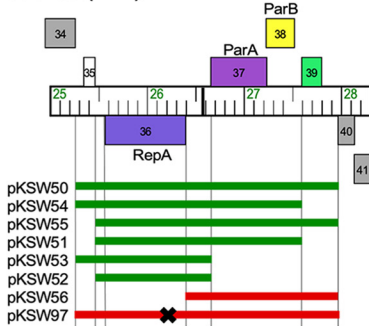 ParB
34
38
ParA
35
37
39
25
26
27
28
36
40
RepA
41
pKSW50
pKSW54
pKSW55
pKSW51
pKSW53
pKSW52
pKSW56
pKSW97